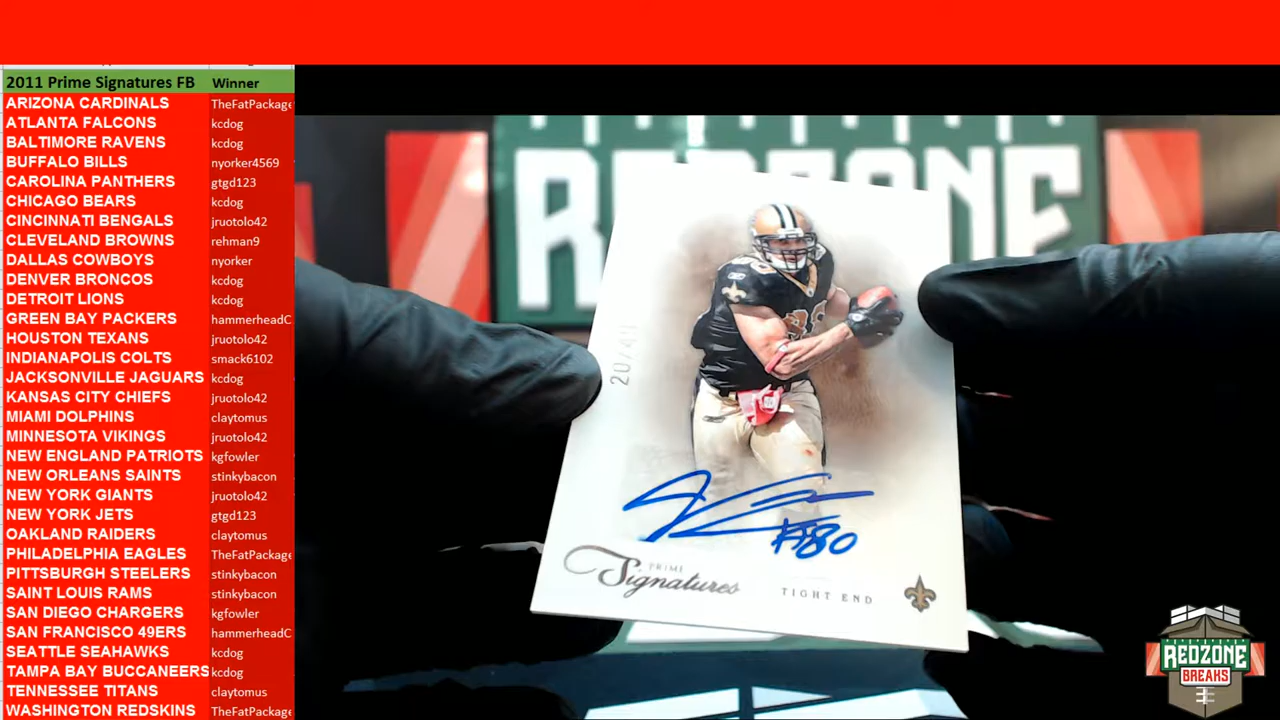 2011 Prime Signatures FB Winner
ARIZONA CARDINALS TheFatPackage
ATLANTA FALCONS kcdog
BALTIMORE RAVENS kcdog
BUFFALO BILLS nyorker4569
CAROLINA PANTHERS gtgd123
CHICAGO BEARS kcdog
CINCINNATI BENGALS jruotolo42
CLEVELAND BROWNS rehman9
DALLAS COWBOYS nyorker
DENVER BRONCOS kcdog
DETROIT LIONS kcdog
GREEN BAY PACKERS hammerheadC
HOUSTON TEXANS jruotolo42
INDIANAPOLIS COLTS smack6102
JACKSONVILLE JAGUARS kcdog
KANSAS CITY CHIEFS jruotolo42
MIAMI DOLPHINS claytomus
MINNESOTA VIKINGS jruotolo42
NEW ENGLAND PATRIOTS kgfowler
NEW ORLEANS SAINTS stinkybacon
NEW YORK GIANTS jruotolo42
NEW YORK JETS gtgd123
OAKLAND RAIDERS claytomus
PHILADELPHIA EAGLES TheFatPackage
PITTSBURGH STEELERS stinkybacon
SAINT LOUIS RAMS stinkybacon
SAN DIEGO CHARGERS kgfowler
SAN FRANCISCO 49ERS hammerheadC
SEATTLE SEAHAWKS kcdog
TAMPA BAY BUCCANEERS kcdog
TENNESSEE TITANS claytomus
WASHINGTON REDSKINS TheFatPackage
REDZONE
#80
PRIME
Signatures
TIGHT END
REDZONE
BREAKS